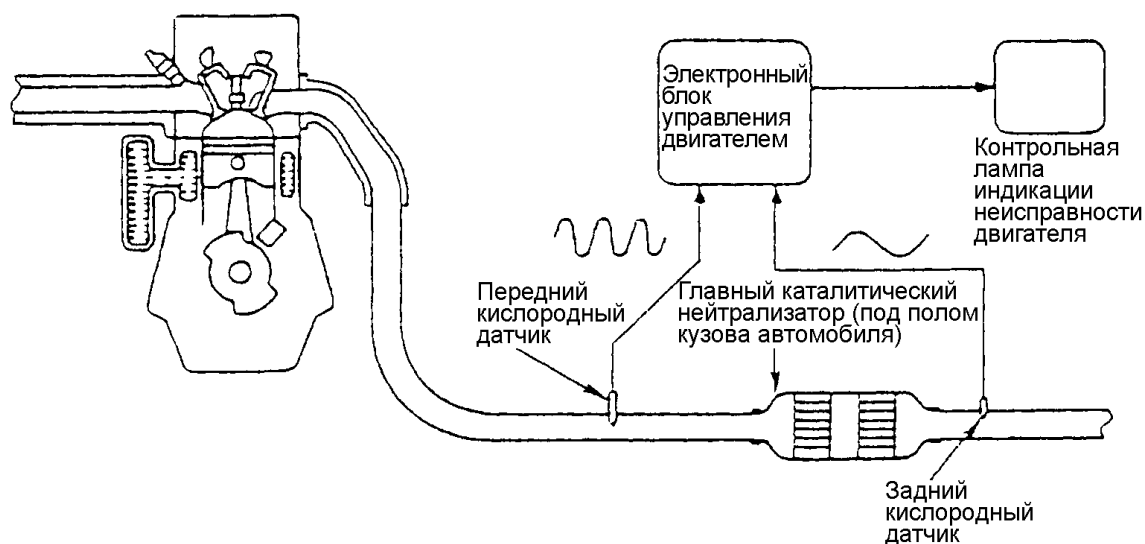 Электронный
блок
управления
двигателем
Контрольная
лампа
индикации
неисправности
двигателя
Передний
кислородный
датчик
Главный каталитический
нейтрализатор (под полом
кузова автомобиля)
Задний
кислородный
датчик